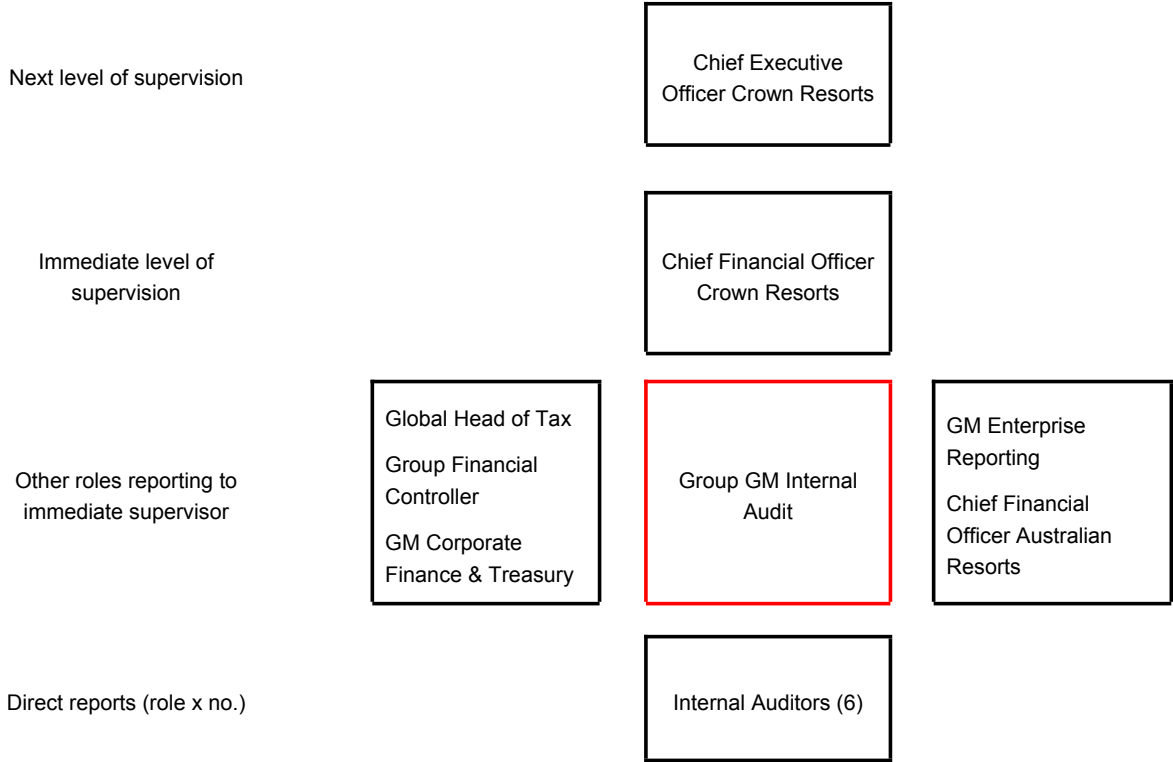 Next level of supervision
Chief Executive
Officer Crown Resorts
Immediate level of
supervision
Chief Financial Officer
Crown Resorts
Other roles reporting to
immediate supervisor
Global Head of Tax
Group Financial
Controller
GM Corporate
Finance & Treasury
Group GM Internal
Audit
GM Enterprise
Reporting
Chief Financial
Officer Australian
Resorts
Direct reports (role x no.)
Internal Auditors (6)